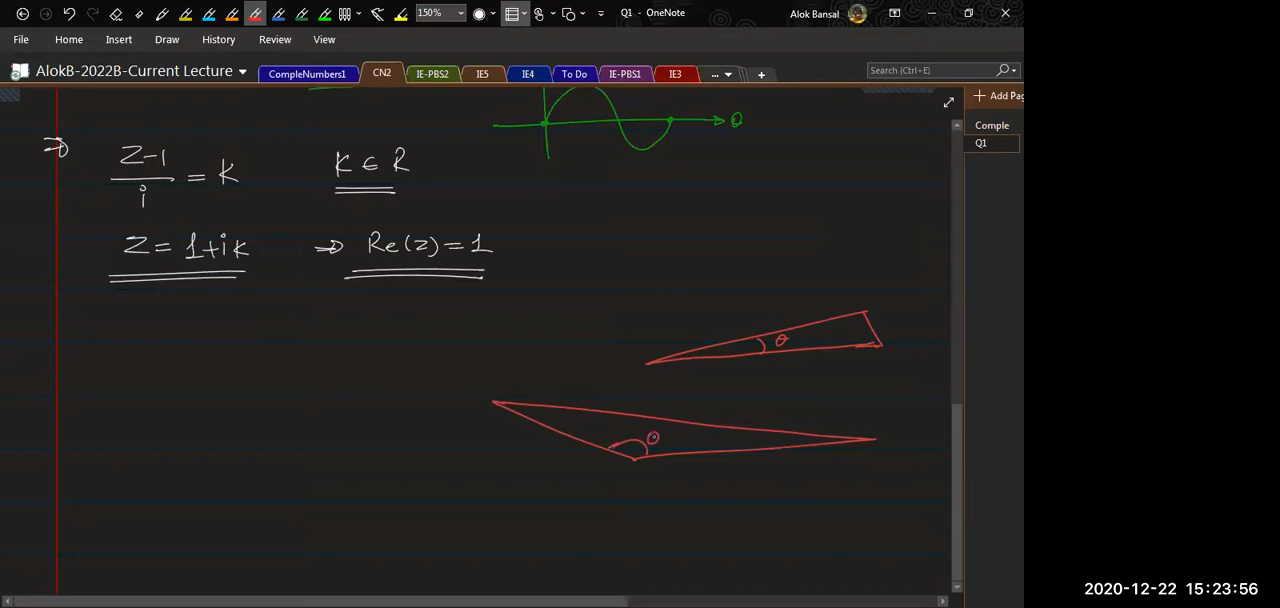 150%
Q1 - OneNote
Alok Bansal
File Home Insert Draw History Review View
AlokB-2022B-Current Lecture
CompleNumbers1 CN2 IE-PBS2 IE5 IE4 To Do IE-PBS1 IE3 ...
Search (Ctrl+E)
Add Pag
Comple
Q1
θ
⇒ Z-1/i = K K ∈ R
Z = 1+iK ⇒ Re(z) = 1
θ
θ
2020-12-22 15:23:56